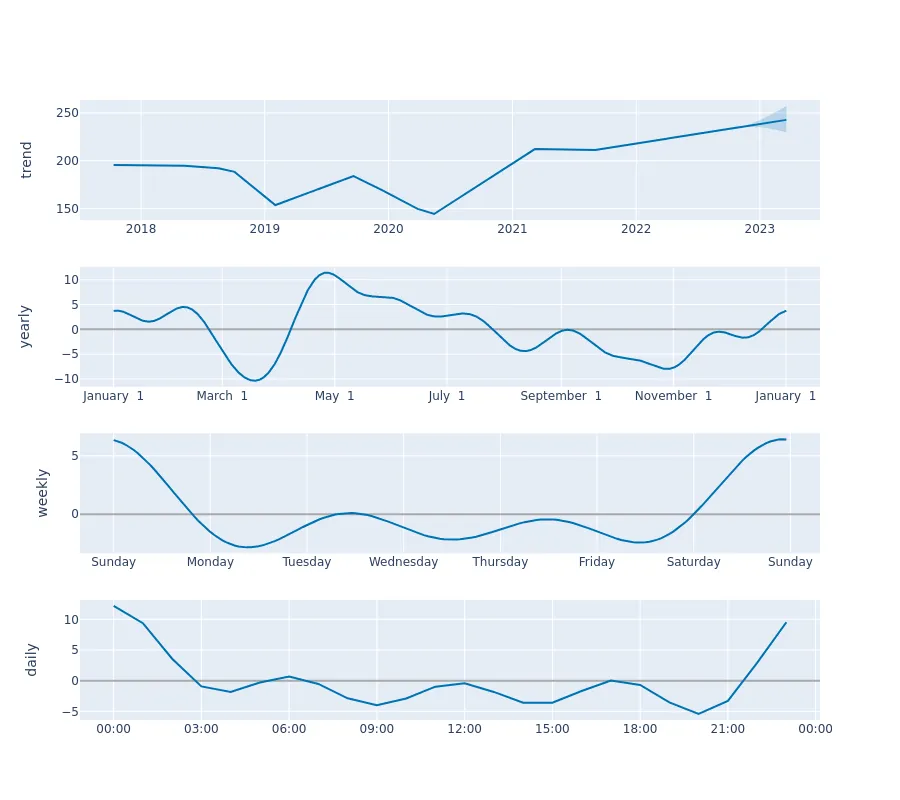 trend
250
200
150
2018 2019 2020 2021 2022 2023
yearly
10
5
0
−5
−10
January 1 March 1 May 1 July 1 September 1 November 1 January 1
weekly
5
0
Sunday Monday Tuesday Wednesday Thursday Friday Saturday Sunday
daily
10
5
0
−5
00:00 03:00 06:00 09:00 12:00 15:00 18:00 21:00 00:00